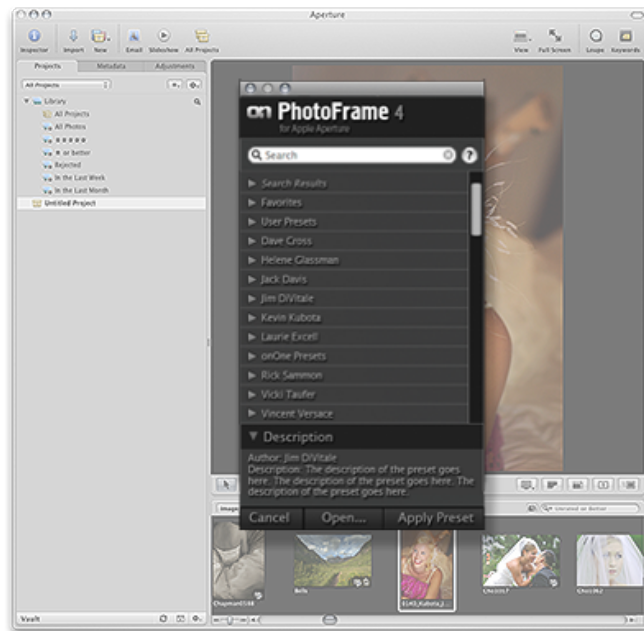 Aperture
Inspector Import New Email Slideshow All Projects View Full Screen Loupe Keywords
Projects Metadata Adjustments
All Projects
Library
All Projects
All Photos
★★★★★
★ or better
Rejected
In the Last Week
In the Last Month
Untitled Project
on PhotoFrame 4
for Apple Aperture
Search
?
Search Results
Favorites
User Presets
Dave Cross
Helene Glassman
Jack Davis
Jim DiVitale
Kevin Kubota
Laurie Excell
onOne Presets
Rick Sammon
Vicki Taufer
Vincent Versace
Description
Author: Jim DiVitale
Description: The description of the preset goes
here. The description of the preset goes here. The
description of the preset goes here.
Cancel Open... Apply Preset
Unrated or Better
Chapman0588 Bells
Vault